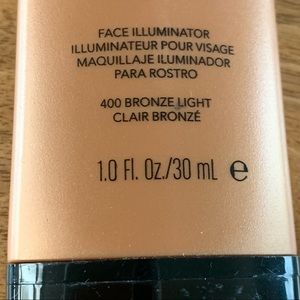 FACE ILLUMINATOR
ILLUMINATEUR POUR VISAGE
MAQUILLAJE ILUMINADOR
PARA ROSTRO
400 BRONZE LIGHT
CLAIR BRONZÉ
1.0 Fl. Oz./30 mL ℮